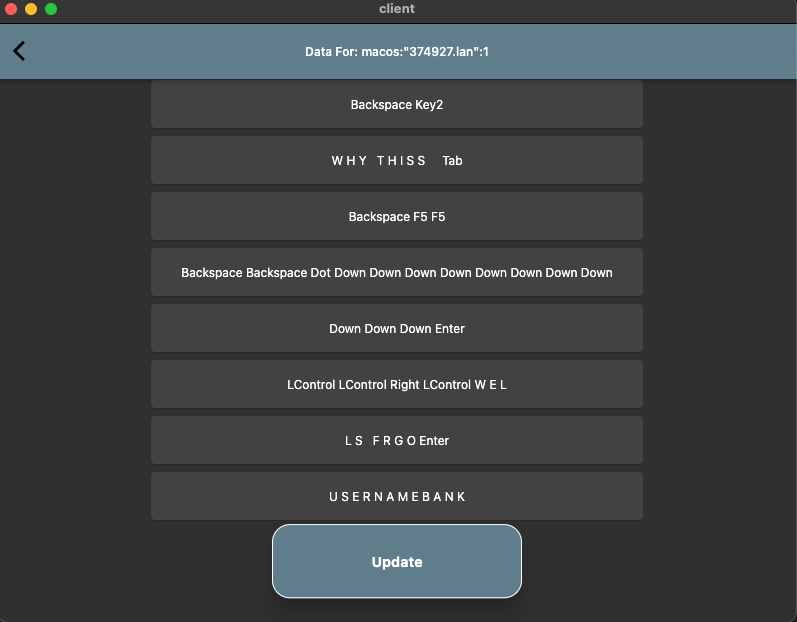 client
Data For: macos:"374927.lan":1
Backspace Key2
W H Y   T H I S S    Tab
Backspace F5 F5
Backspace Backspace Dot Down Down Down Down Down Down Down Down
Down Down Down Enter
LControl LControl Right LControl W E L
L S   F R G O Enter
U S E R N A M E B A N K
Update